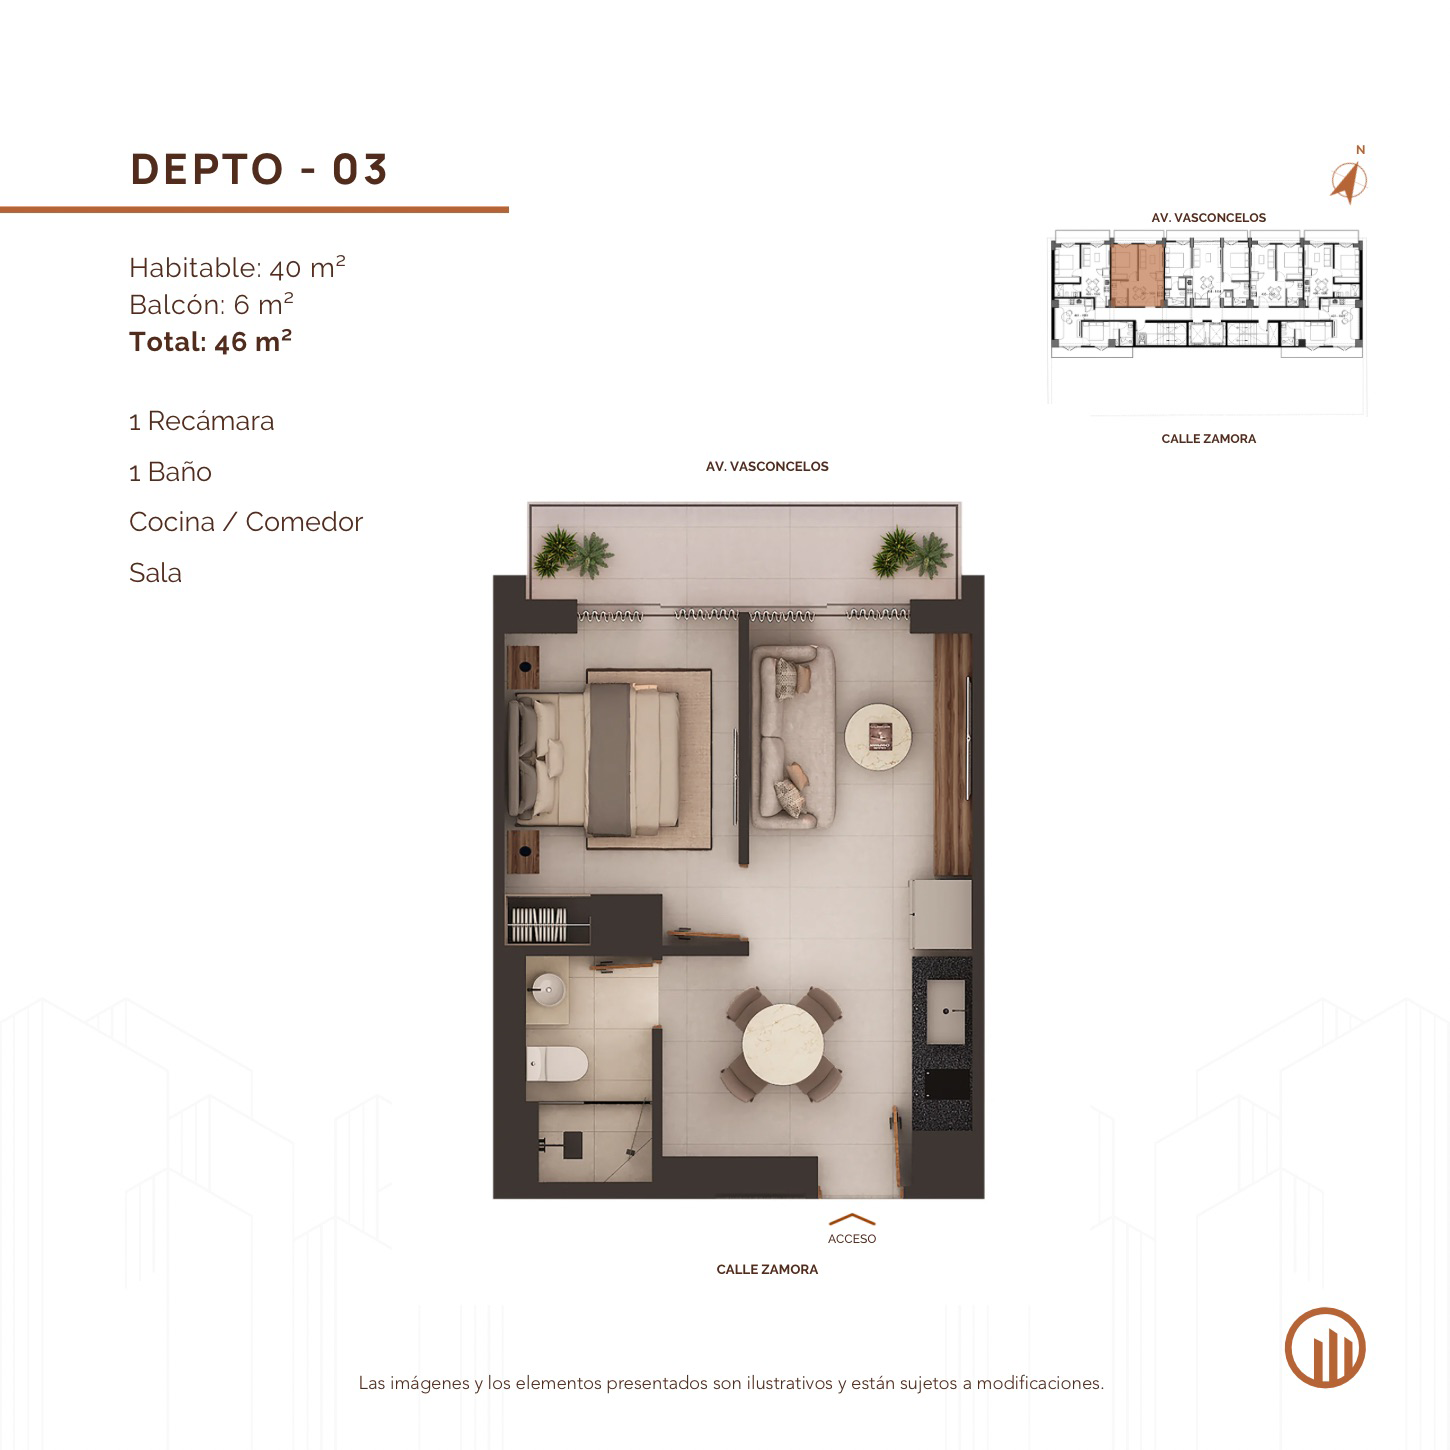 DEPTO - 03
Habitable: 40 m²
Balcón: 6 m²
Total: 46 m²
1 Recámara
1 Baño
Cocina / Comedor
Sala
N
AV. VASCONCELOS
CALLE ZAMORA
AV. VASCONCELOS
ACCESO
CALLE ZAMORA
Las imágenes y los elementos presentados son ilustrativos y están sujetos a modificaciones.